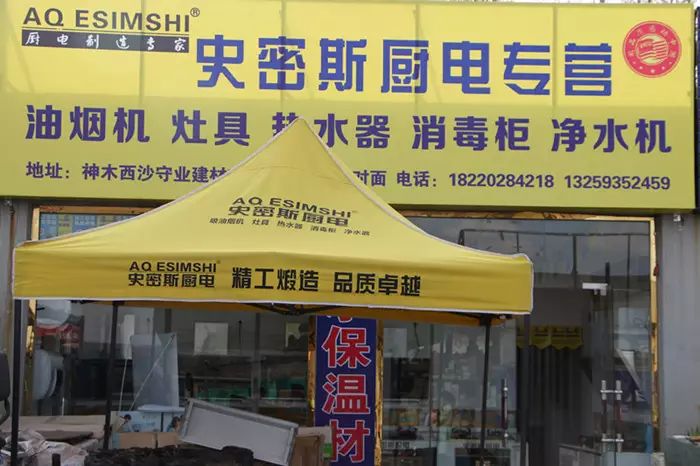 AQ ESIMSHI®
厨电制造专家
史密斯厨电专营
油烟机 灶具 热水器 消毒柜 净水机
地址：神木西沙守业建材 对面 电话：18220284218 13259352459
AQ ESIMSHI
史密斯厨电
吸油烟机 灶具 热水器 消毒柜 净水器
AQ ESIMSHI
史密斯厨电 精工煅造 品质卓越
保温材